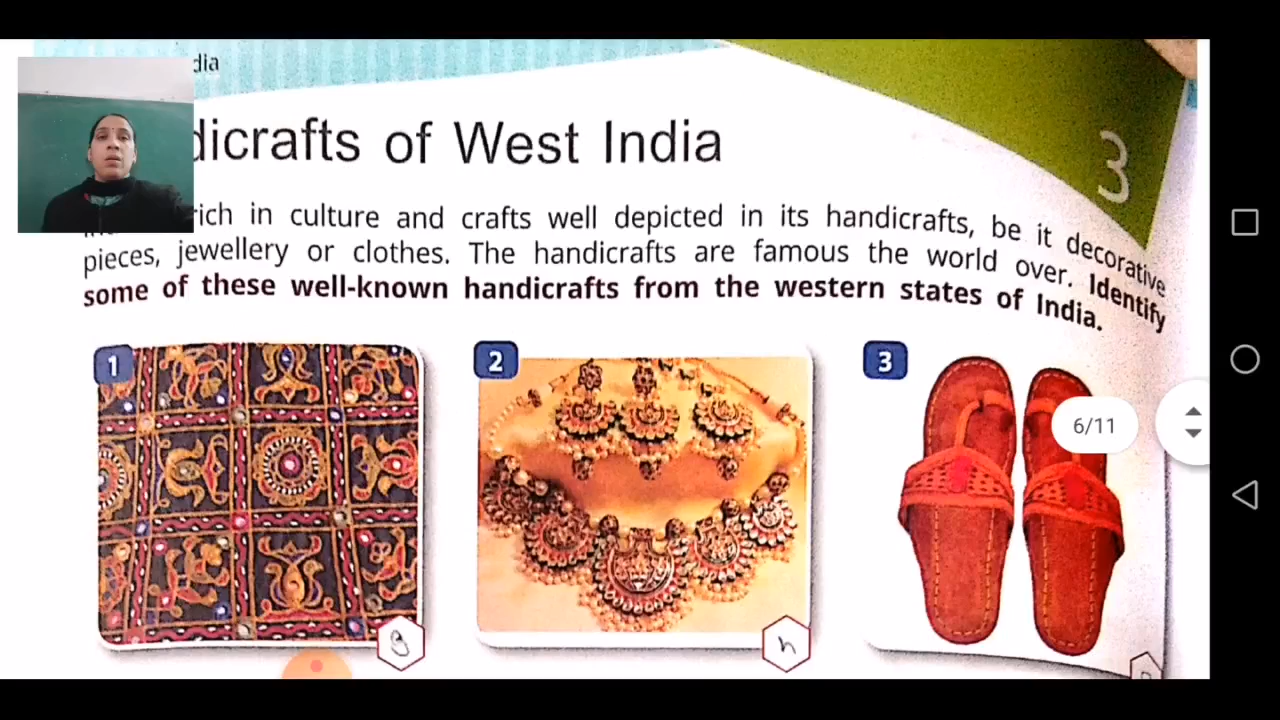 dia
dicrafts of West India
3
rich in culture and crafts well depicted in its handicrafts, be it decorative
pieces, jewellery or clothes. The handicrafts are famous the world over. Identify
some of these well-known handicrafts from the western states of India.
1
2
3
6/11
g
h